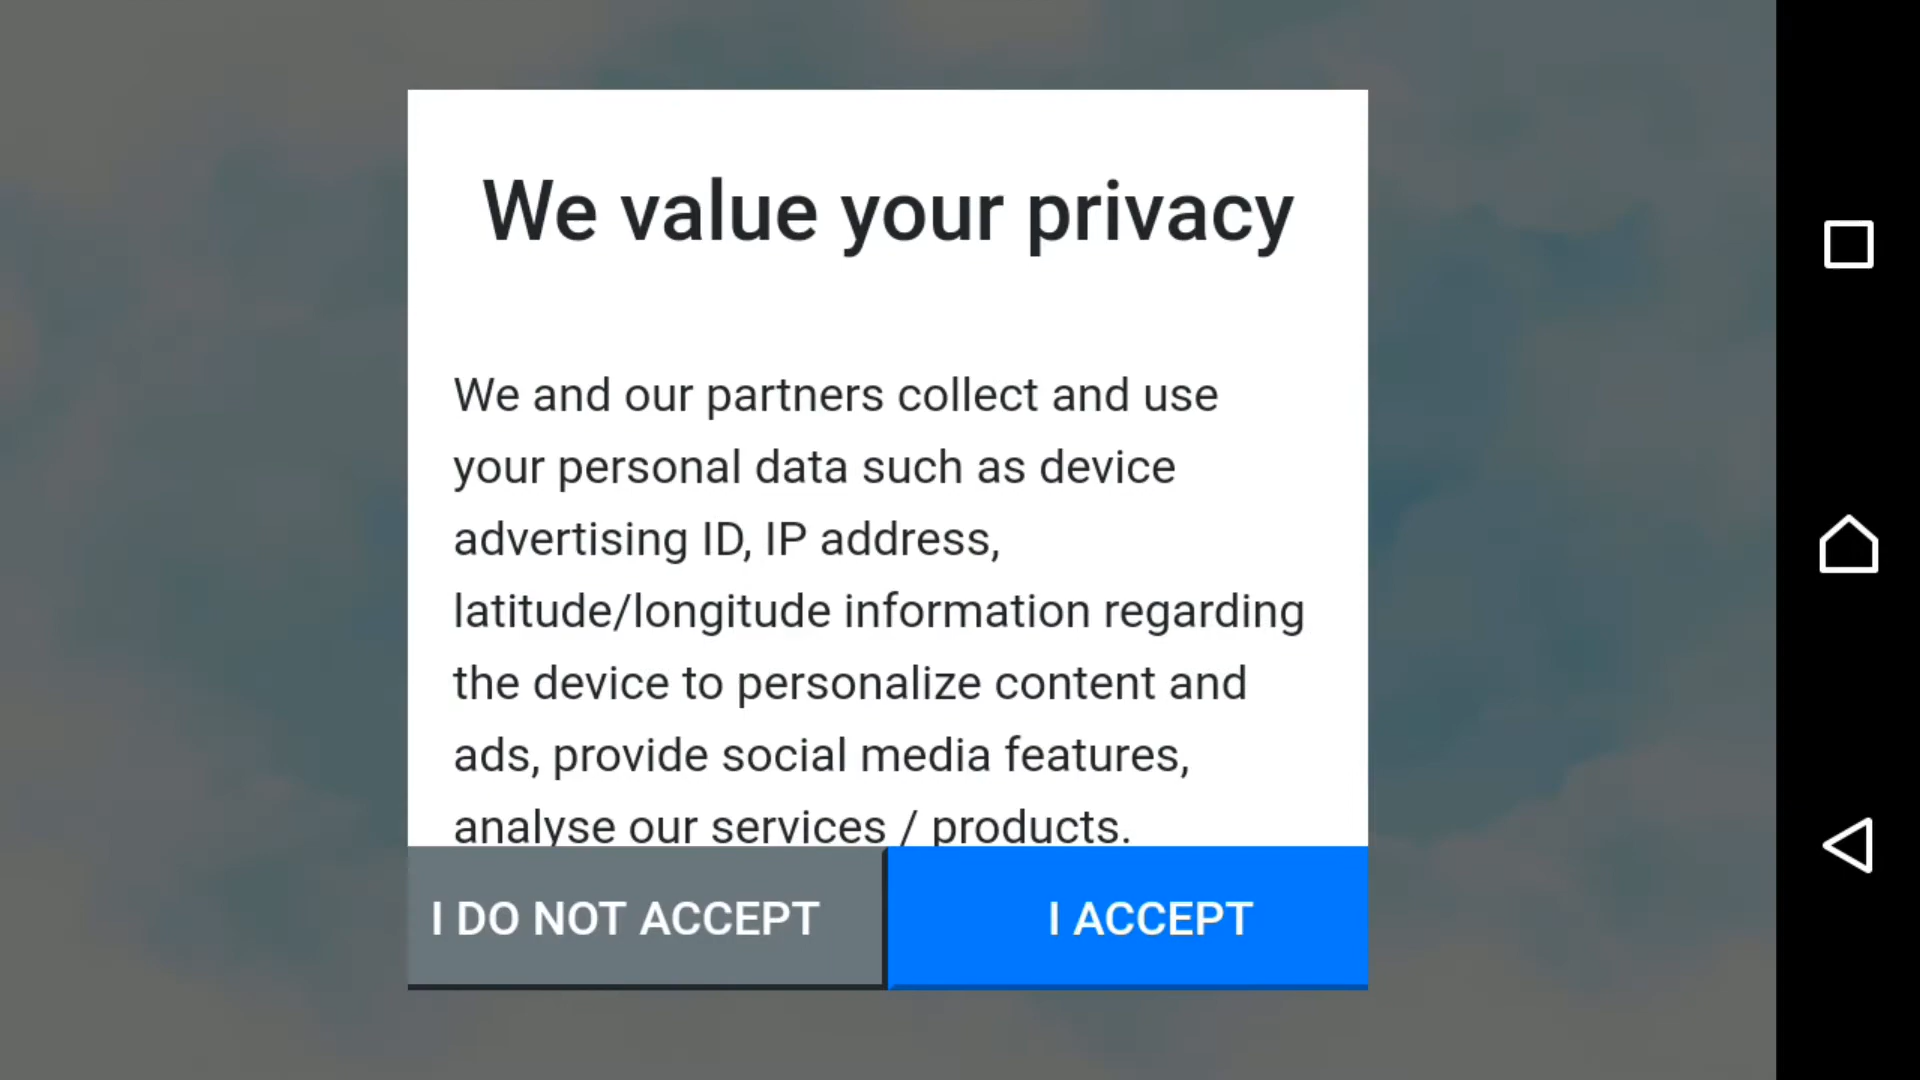 We value your privacy
We and our partners collect and use
your personal data such as device
advertising ID, IP address,
latitude/longitude information regarding
the device to personalize content and
ads, provide social media features,
analyse our services / products.
I DO NOT ACCEPT
I ACCEPT